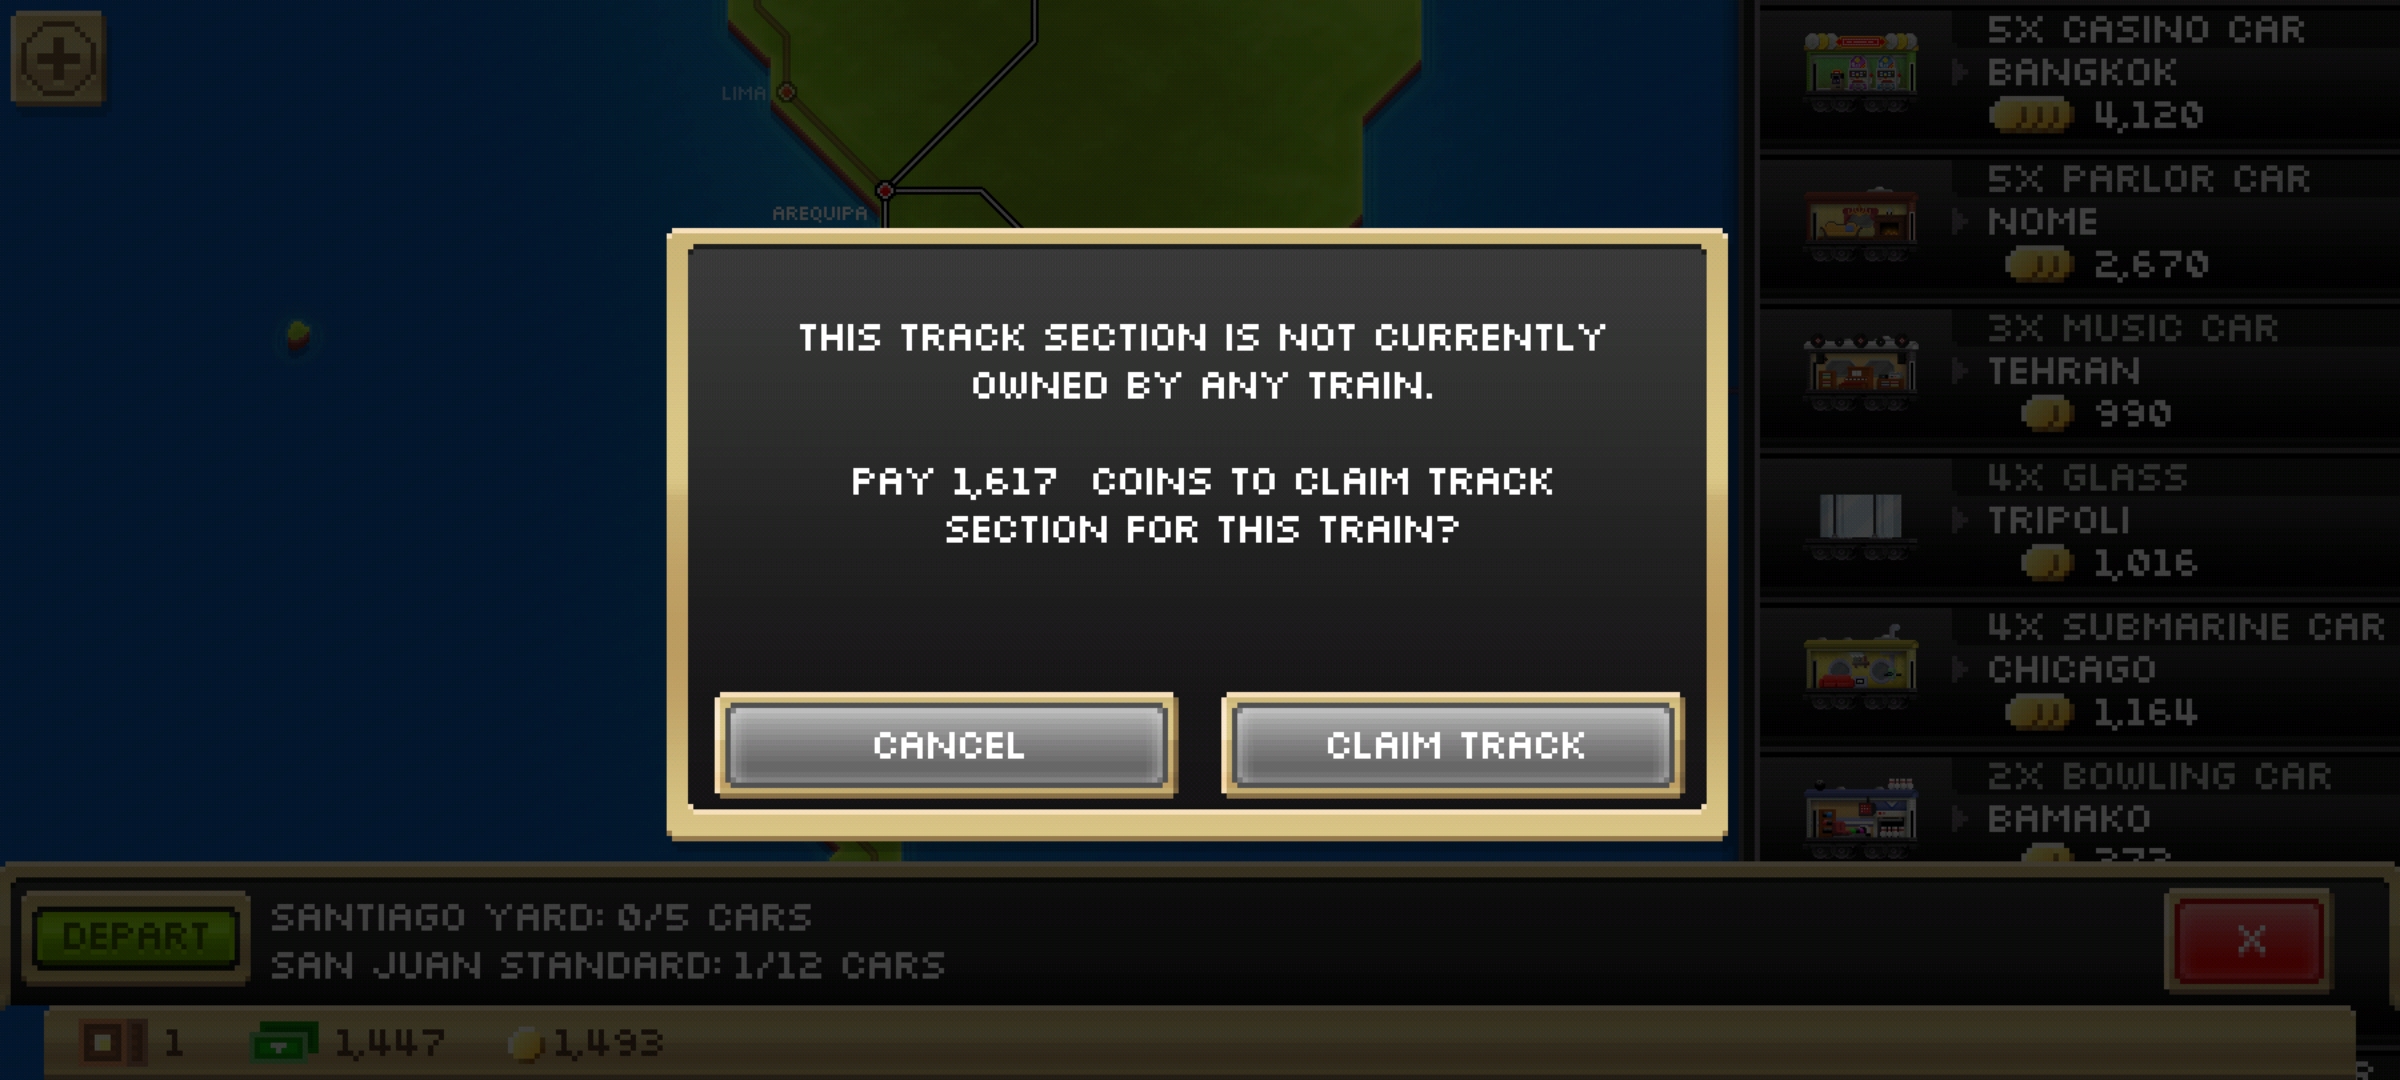 LIMA
AREQUIPA
THIS TRACK SECTION IS NOT CURRENTLY
OWNED BY ANY TRAIN.
PAY 1,617 COINS TO CLAIM TRACK
SECTION FOR THIS TRAIN?
CANCEL
CLAIM TRACK
5X CASINO CAR
BANGKOK
4,120
5X PARLOR CAR
NOME
2,670
3X MUSIC CAR
TEHRAN
990
4X GLASS
TRIPOLI
1,016
4X SUBMARINE CAR
CHICAGO
1,164
2X BOWLING CAR
BAMAKO
DEPART
SANTIAGO YARD: 0/5 CARS
SAN JUAN STANDARD: 1/12 CARS
X
1
1,447
1,493